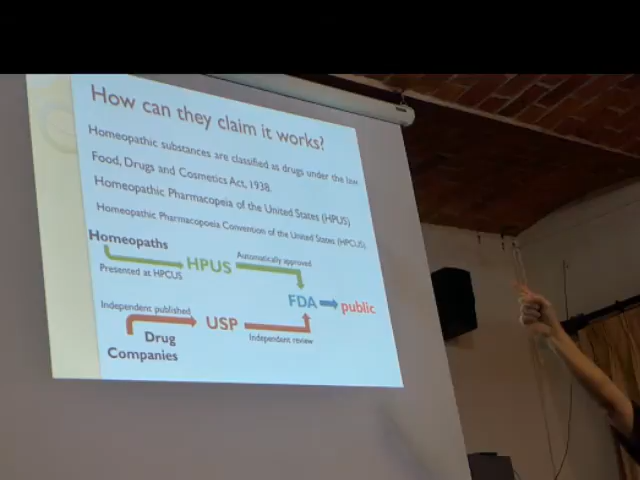 How can they claim it works?
Homeopathic substances are classified as drugs under the law
Food, Drugs and Cosmetics Act, 1938.
Homeopathic Pharmacopeia of the United States (HPUS)
Homeopathic Pharmacopoeia Convention of the United States (HPCUS)
Homeopaths
Presented at HPCUS
HPUS
Automatically approved
FDA
public
Independent published
USP
Independant review
Drug
Companies